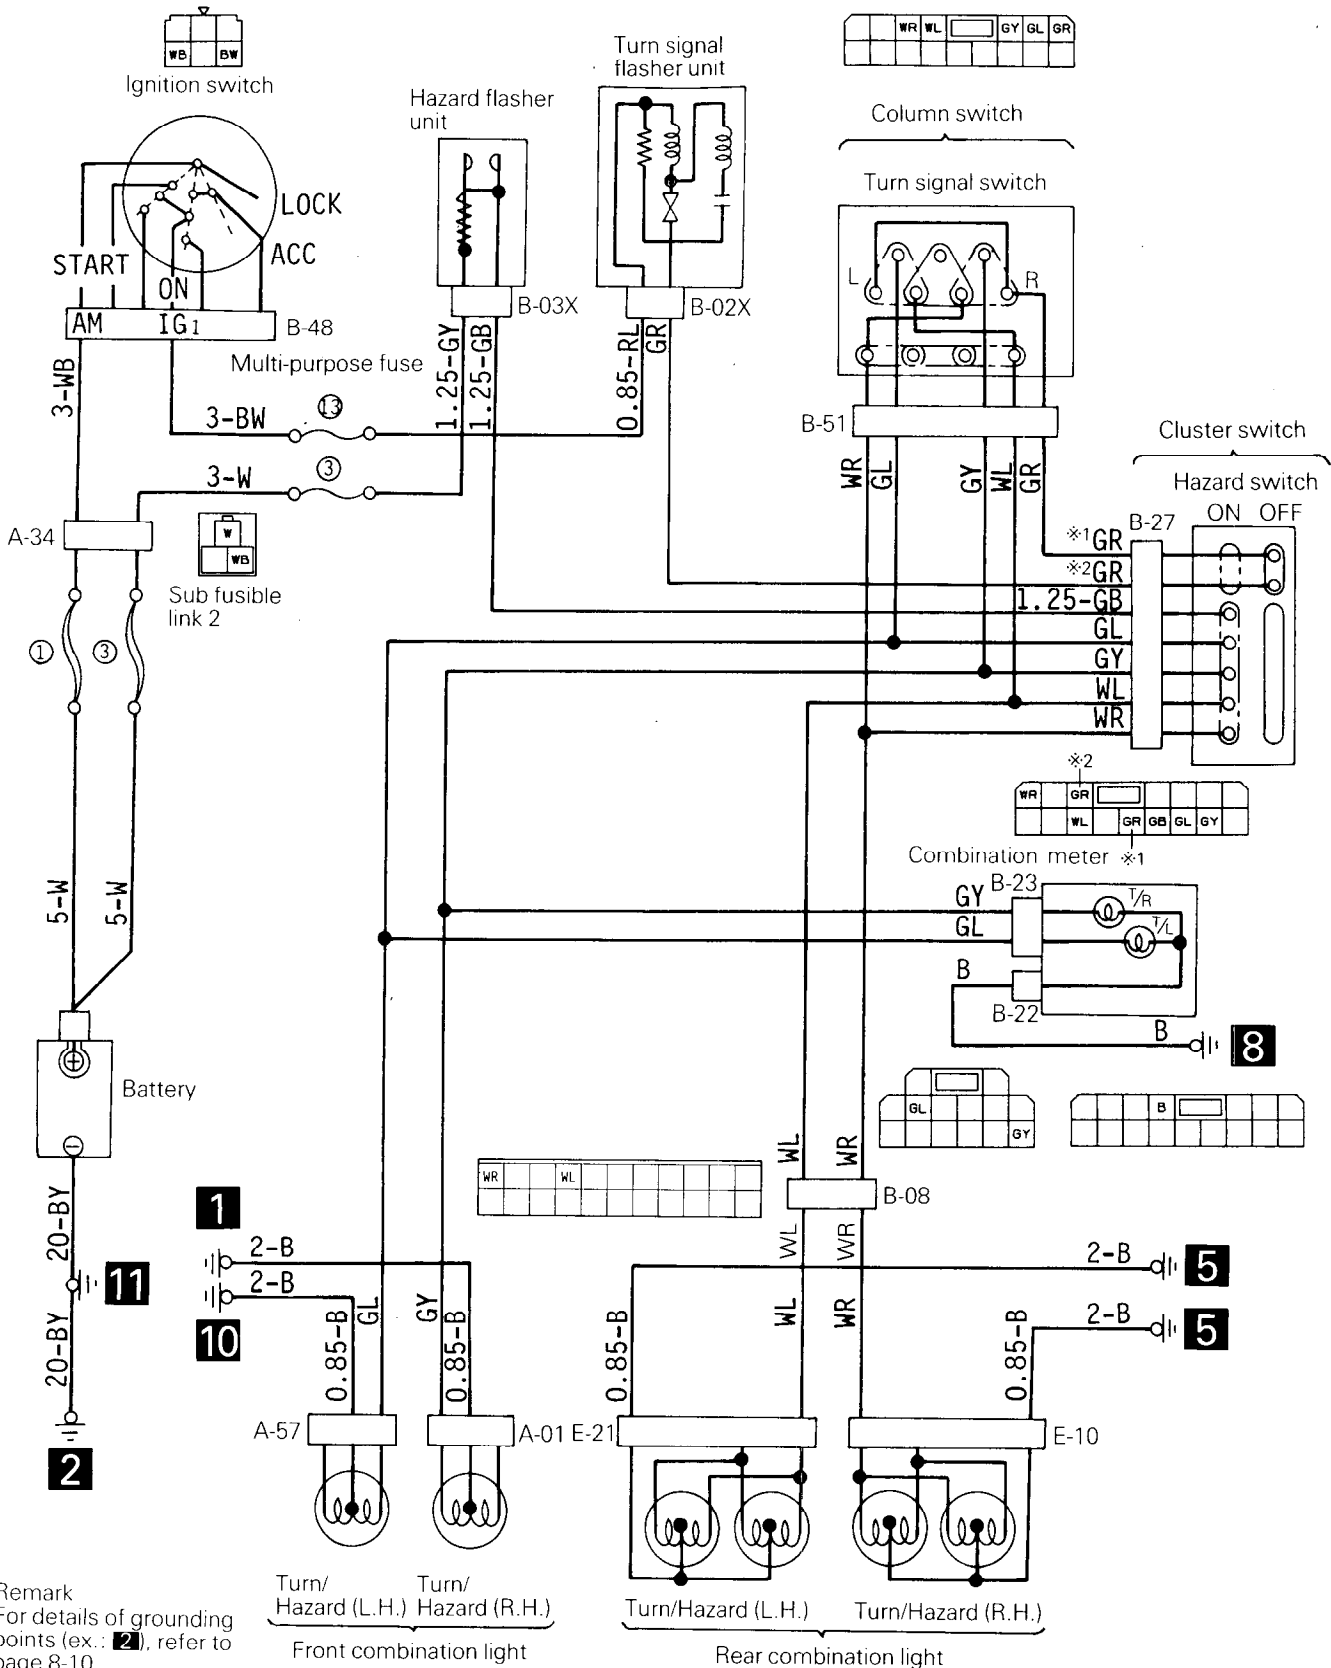 WB BW
Ignition switch
Turn signal
flasher unit
WR WL GY GL GR
Hazard flasher
unit
Column switch
Turn signal switch
L R
LOCK
ACC
START
ON
AM IG1 B-48
B-03X
B-02X
Multi-purpose fuse
3-WB
1.25-GY
1.25-GB
0.85-RL
GR
3-BW
13
3-W
3
B-51
WR GL GY WL GR
Cluster switch
Hazard switch
ON OFF
B-27
A-34
W
WB
Sub fusible
link 2
1
3
※1 GR
※2 GR
1.25-GB
GL
GY
WL
WR
※2
WR GR
WL GR GB GL GY
※1
Combination meter
B-23
GY
GL
T/R
T/L
B
B-22
B
8
5-W
5-W
Battery
+
−
GL
GY
B
WL WR
B-08
WR WL
WL WR
20-BY
11
20-BY
2
1
2-B
2-B
10
2-B
5
2-B
5
0.85-B
GL
GY
0.85-B
0.85-B
WL
WR
0.85-B
A-57
A-01
E-21
E-10
Turn/
Hazard (L.H.)
Turn/
Hazard (R.H.)
Front combination light
Turn/Hazard (L.H.)
Turn/Hazard (R.H.)
Rear combination light
Remark
For details of grounding
points (ex.: 2), refer to
page 8-10